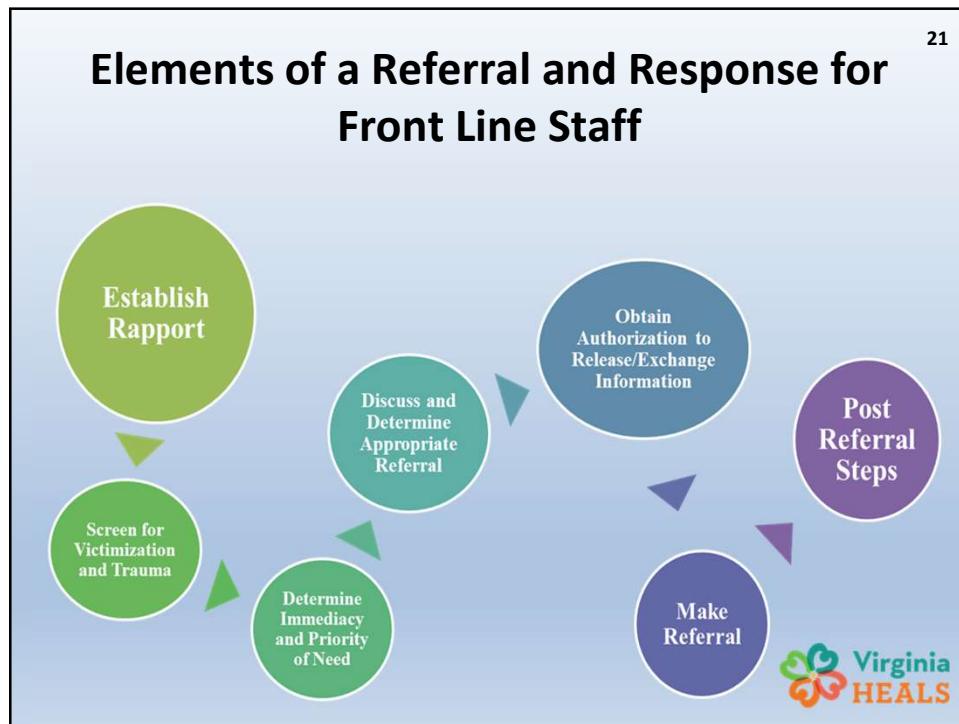 21
Elements of a Referral and Response for
Front Line Staff
Establish
Rapport
Screen for
Victimization
and Trauma
Determine
Immediacy
and Priority
of Need
Discuss and
Determine
Appropriate
Referral
Obtain
Authorization to
Release/Exchange
Information
Make
Referral
Post
Referral
Steps
Virginia
HEALS